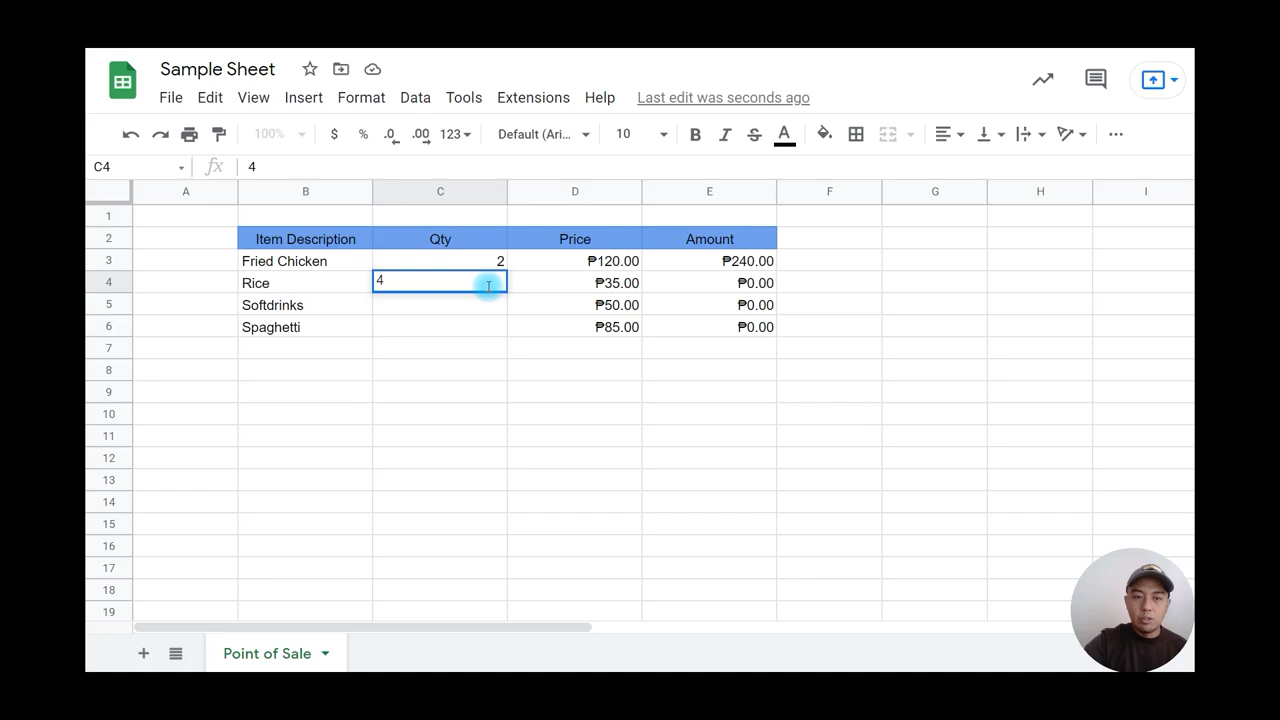 Sample Sheet
File Edit View Insert Format Data Tools Extensions Help Last edit was seconds ago
100% $ % .0 .00 123 Default (Ari... 10 B I S A
C4 fx 4
A B C D E F G H I
1
2 Item Description Qty Price Amount
3 Fried Chicken 2 ₱120.00 ₱240.00
4 Rice 4 ₱35.00 ₱0.00
5 Softdrinks ₱50.00 ₱0.00
6 Spaghetti ₱85.00 ₱0.00
7
8
9
10
11
12
13
14
15
16
17
18
19
Point of Sale